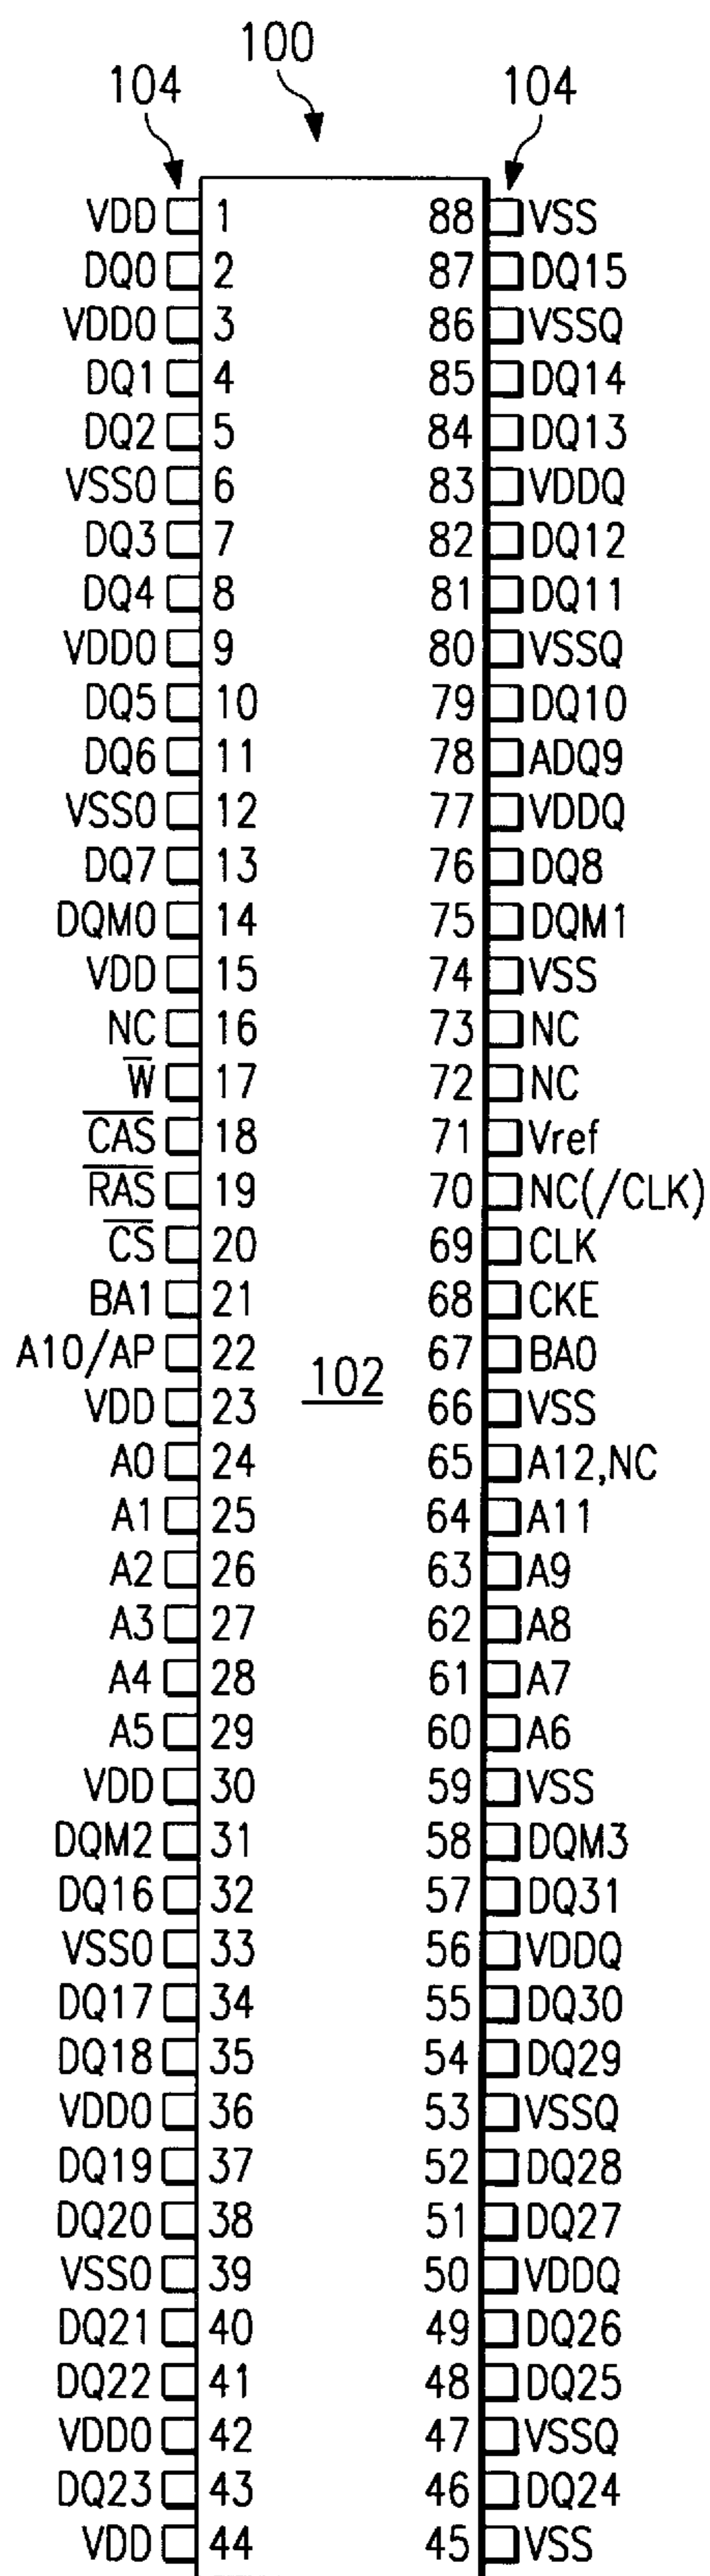 100
104 104
VDD 1 88 VSS
DQ0 2 87 DQ15
VDD0 3 86 VSSQ
DQ1 4 85 DQ14
DQ2 5 84 DQ13
VSS0 6 83 VDDQ
DQ3 7 82 DQ12
DQ4 8 81 DQ11
VDD0 9 80 VSSQ
DQ5 10 79 DQ10
DQ6 11 78 ADQ9
VSS0 12 77 VDDQ
DQ7 13 76 DQ8
DQM0 14 75 DQM1
VDD 15 74 VSS
NC 16 73 NC
W̅ 17 72 NC
C̅A̅S̅ 18 71 Vref
R̅A̅S̅ 19 70 NC(/CLK)
C̅S̅ 20 69 CLK
BA1 21 68 CKE
A10/AP 22 67 BA0
102
VDD 23 66 VSS
A0 24 65 A12,NC
A1 25 64 A11
A2 26 63 A9
A3 27 62 A8
A4 28 61 A7
A5 29 60 A6
VDD 30 59 VSS
DQM2 31 58 DQM3
DQ16 32 57 DQ31
VSS0 33 56 VDDQ
DQ17 34 55 DQ30
DQ18 35 54 DQ29
VDD0 36 53 VSSQ
DQ19 37 52 DQ28
DQ20 38 51 DQ27
VSS0 39 50 VDDQ
DQ21 40 49 DQ26
DQ22 41 48 DQ25
VDD0 42 47 VSSQ
DQ23 43 46 DQ24
VDD 44 45 VSS